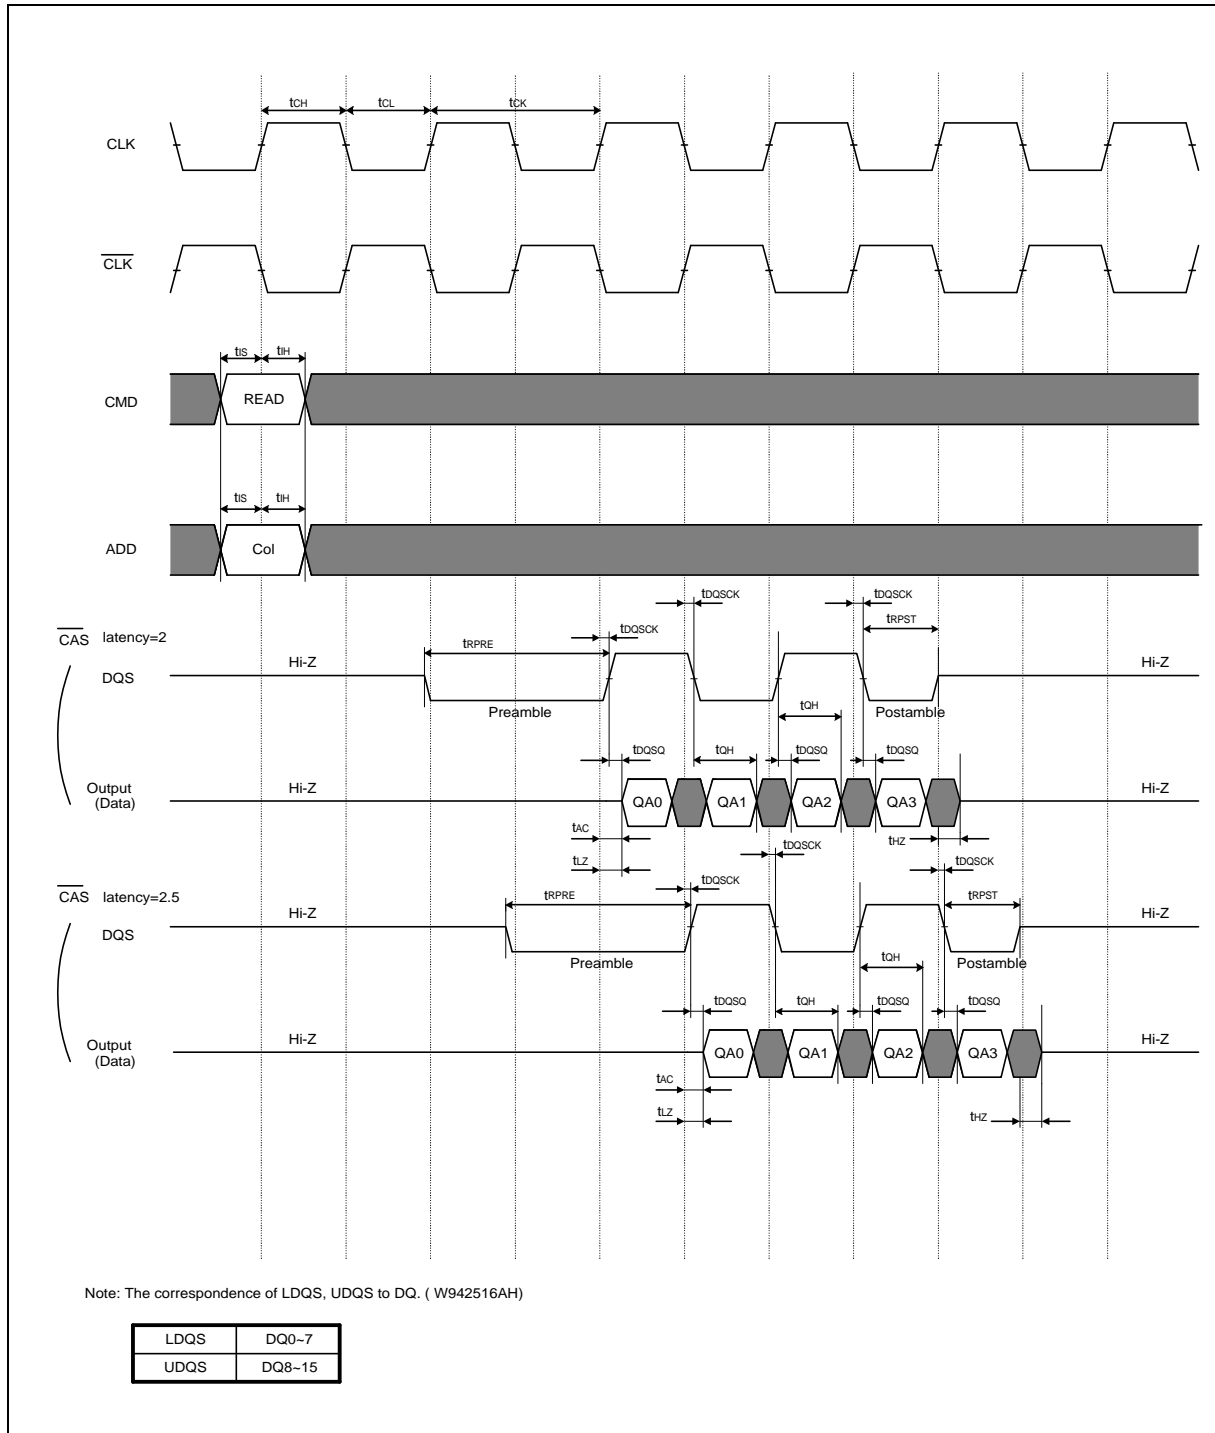 tCH tCL tCK
CLK
CLK
tIS tIH
CMD READ
tIS tIH
ADD Col
tDQSCK tDQSCK
CAS latency=2 tDQSCK tRPST
tRPRE
Hi-Z Hi-Z
DQS
Preamble Postamble
tQH
tDQSQ tQH tDQSQ tDQSQ
Output
(Data)
Hi-Z QA0 QA1 QA2 QA3 Hi-Z
tAC tHZ
tDQSCK
tLZ tDQSCK
tDQSCK
CAS latency=2.5 tRPRE tRPST
Hi-Z Hi-Z
DQS
Preamble Postamble
tQH
tDQSQ tQH tDQSQ tDQSQ
Output
(Data)
Hi-Z QA0 QA1 QA2 QA3 Hi-Z
tAC
tLZ tHZ
Note: The correspondence of LDQS, UDQS to DQ. ( W942516AH)
LDQS DQ0~7
UDQS DQ8~15